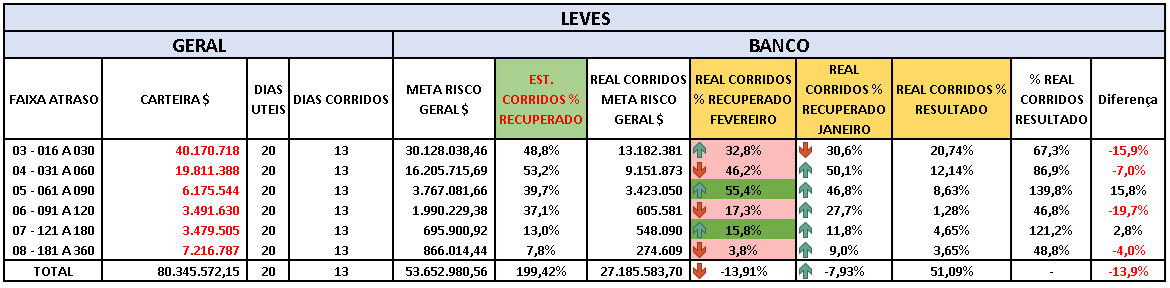 LEVES
GERAL BANCO
FAIXA ATRASO CARTEIRA $ DIAS UTEIS DIAS CORRIDOS META RISCO GERAL $ EST. CORRIDOS % RECUPERADO REAL CORRIDOS META RISCO GERAL $ REAL CORRIDOS % RECUPERADO FEVEREIRO REAL CORRIDOS % RECUPERADO JANEIRO REAL CORRIDOS % RESULTADO % REAL CORRIDOS RESULTADO Diferença
03 - 016 A 030 40.170.718 20 13 30.128.038,46 48,8% 13.182.381 32,8% 30,6% 20,74% 67,3% -15,9%
04 - 031 A 060 19.811.388 20 13 16.205.715,69 53,2% 9.151.873 46,2% 50,1% 12,14% 86,9% -7,0%
05 - 061 A 090 6.175.544 20 13 3.767.081,66 39,7% 3.423.050 55,4% 46,8% 8,63% 139,8% 15,8%
06 - 091 A 120 3.491.630 20 13 1.990.229,38 37,1% 605.581 17,3% 27,7% 1,28% 46,8% -19,7%
07 - 121 A 180 3.479.505 20 13 695.900,92 13,0% 548.090 15,8% 11,8% 4,65% 121,2% 2,8%
08 - 181 A 360 7.216.787 20 13 866.014,44 7,8% 274.609 3,8% 9,0% 3,65% 48,8% -4,0%
TOTAL 80.345.572,15 20 13 53.652.980,56 199,42% 27.185.583,70 -13,91% -7,93% 51,09% - -13,9%